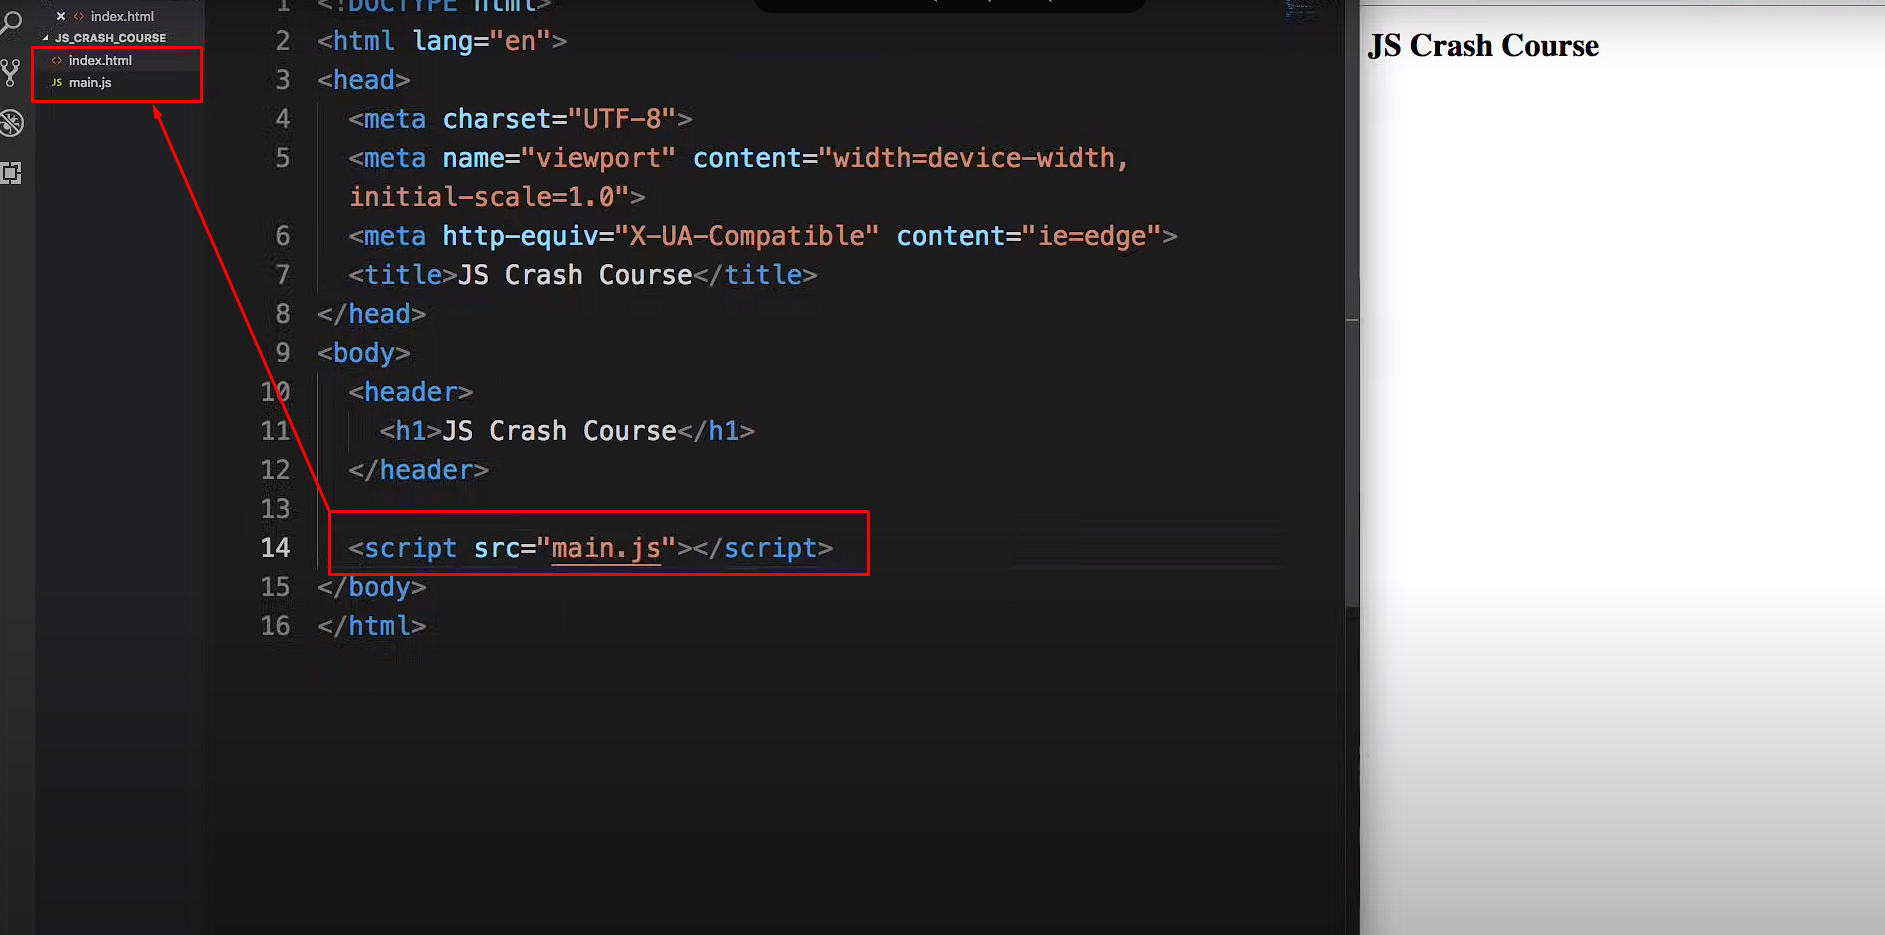 index.html
JS_CRASH_COURSE
<> index.html
JS main.js
1 <!DOCTYPE html>
2 <html lang="en">
3 <head>
4 <meta charset="UTF-8">
5 <meta name="viewport" content="width=device-width,
initial-scale=1.0">
6 <meta http-equiv="X-UA-Compatible" content="ie=edge">
7 <title>JS Crash Course</title>
8 </head>
9 <body>
10 <header>
11 <h1>JS Crash Course</h1>
12 </header>
13
14 <script src="main.js"></script>
15 </body>
16 </html>
JS Crash Course